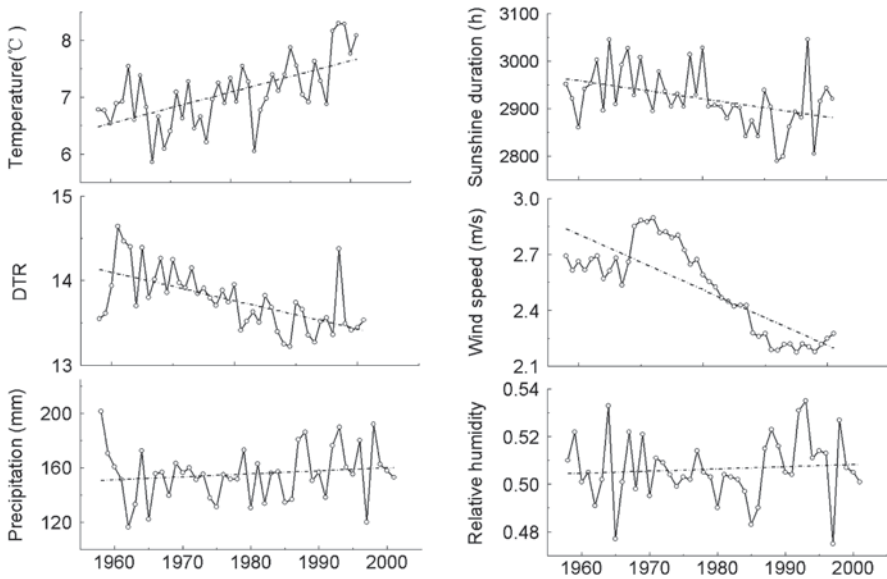 Temperature(℃)
8
7
6
Sunshine duration (h)
3100
3000
2900
2800
DTR
15
14
13
Wind speed (m/s)
3.0
2.7
2.4
2.1
Precipitation (mm)
200
160
120
1960 1970 1980 1990 2000
Relative humidity
0.54
0.52
0.50
0.48
1960 1970 1980 1990 2000